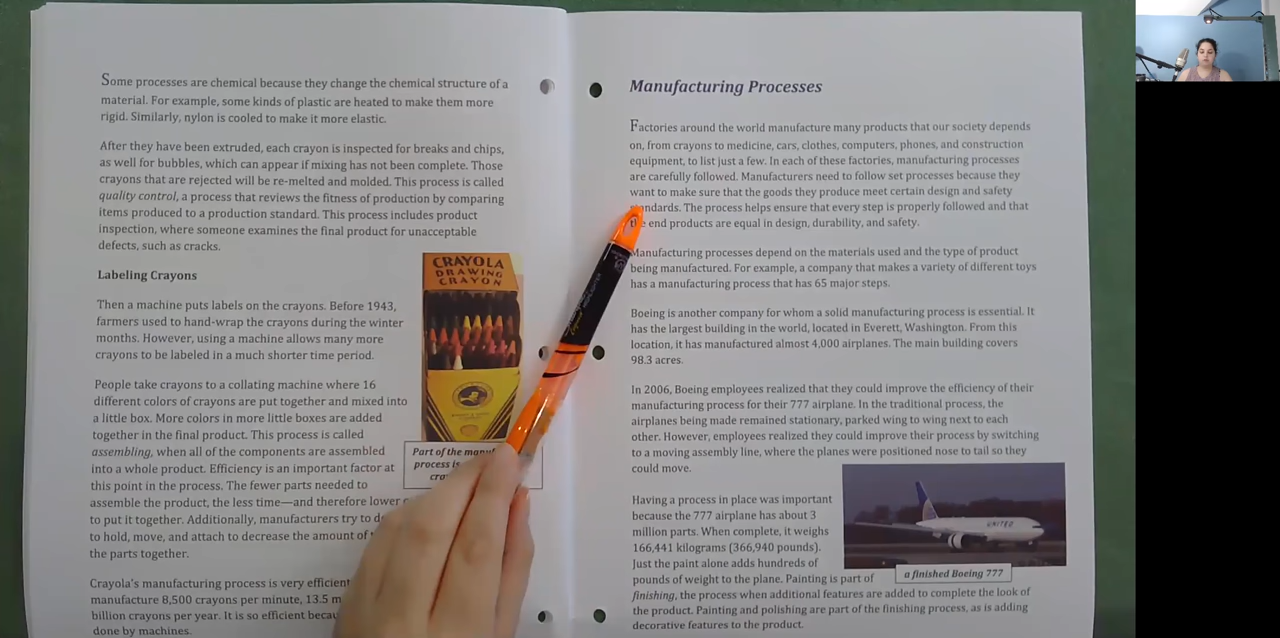 Some processes are chemical because they change the chemical structure of a
material. For example, some kinds of plastic are heated to make them more
rigid. Similarly, nylon is cooled to make it more elastic.
After they have been extruded, each crayon is inspected for breaks and chips,
as well for bubbles, which can appear if mixing has not been complete. Those
crayons that are rejected will be re-melted and molded. This process is called
quality control, a process that reviews the fitness of production by comparing
items produced to a production standard. This process includes product
inspection, where someone examines the final product for unacceptable
defects, such as cracks.
Labeling Crayons
Then a machine puts labels on the crayons. Before 1943,
farmers used to hand-wrap the crayons during the winter
months. However, using a machine allows many more
crayons to be labeled in a much shorter time period.
People take crayons to a collating machine where 16
different colors of crayons are put together and mixed into
a little box. More colors in more little boxes are added
together in the final product. This process is called
assembling, when all of the components are assembled
into a whole product. Efficiency is an important factor at
this point in the process. The fewer parts needed to
assemble the product, the less time—and therefore lower
to put it together. Additionally, manufacturers try to
to hold, move, and attach to decrease the amount of
the parts together.
Crayola's manufacturing process is very efficient
manufacture 8,500 crayons per minute, 13.5
billion crayons per year. It is so efficient
done by machines.
CRAYOLA
DRAWING
CRAYON
Part of the
process is
Manufacturing Processes
Factories around the world manufacture many products that our society depends
on, from crayons to medicine, cars, clothes, computers, phones, and construction
equipment, to list just a few. In each of these factories, manufacturing processes
are carefully followed. Manufacturers need to follow set processes because they
want to make sure that the goods they produce meet certain design and safety
standards. The process helps ensure that every step is properly followed and that
the end products are equal in design, durability, and safety.
Manufacturing processes depend on the materials used and the type of product
being manufactured. For example, a company that makes a variety of different toys
has a manufacturing process that has 65 major steps.
Boeing is another company for whom a solid manufacturing process is essential. It
has the largest building in the world, located in Everett, Washington. From this
location, it has manufactured almost 4,000 airplanes. The main building covers
98.3 acres.
In 2006, Boeing employees realized that they could improve the efficiency of their
manufacturing process for their 777 airplane. In the traditional process, the
airplanes being made remained stationary, parked wing to wing next to each
other. However, employees realized they could improve their process by switching
to a moving assembly line, where the planes were positioned nose to tail so they
could move.
Having a process in place was important
because the 777 airplane has about 3
million parts. When complete, it weighs
166,441 kilograms (366,940 pounds).
Just the paint alone adds hundreds of
pounds of weight to the plane. Painting is part of
finishing, the process when additional features are added to complete the look of
the product. Painting and polishing are part of the finishing process, as is adding
decorative features to the product.
UNITED
a finished Boeing 777